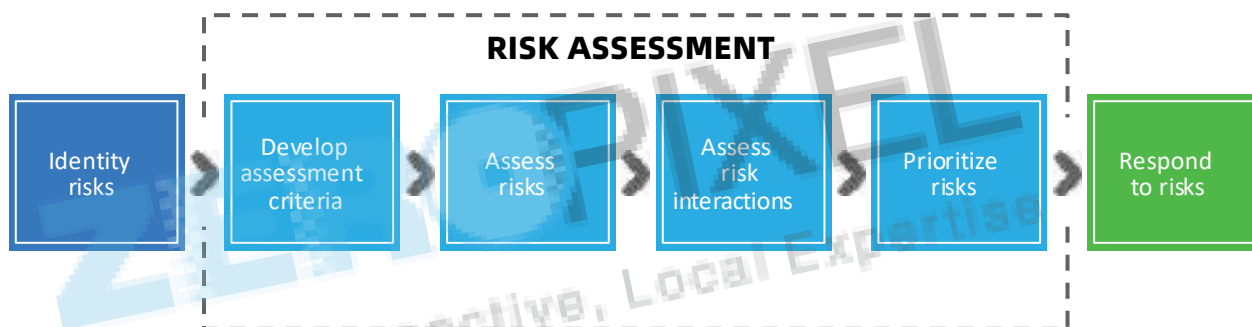 RISK ASSESSMENT
Identity
risks
Develop
assessment
criteria
Assess
risks
Assess
risk
interactions
Prioritize
risks
Respond
to risks
ZEROPIXEL
Local Expertise